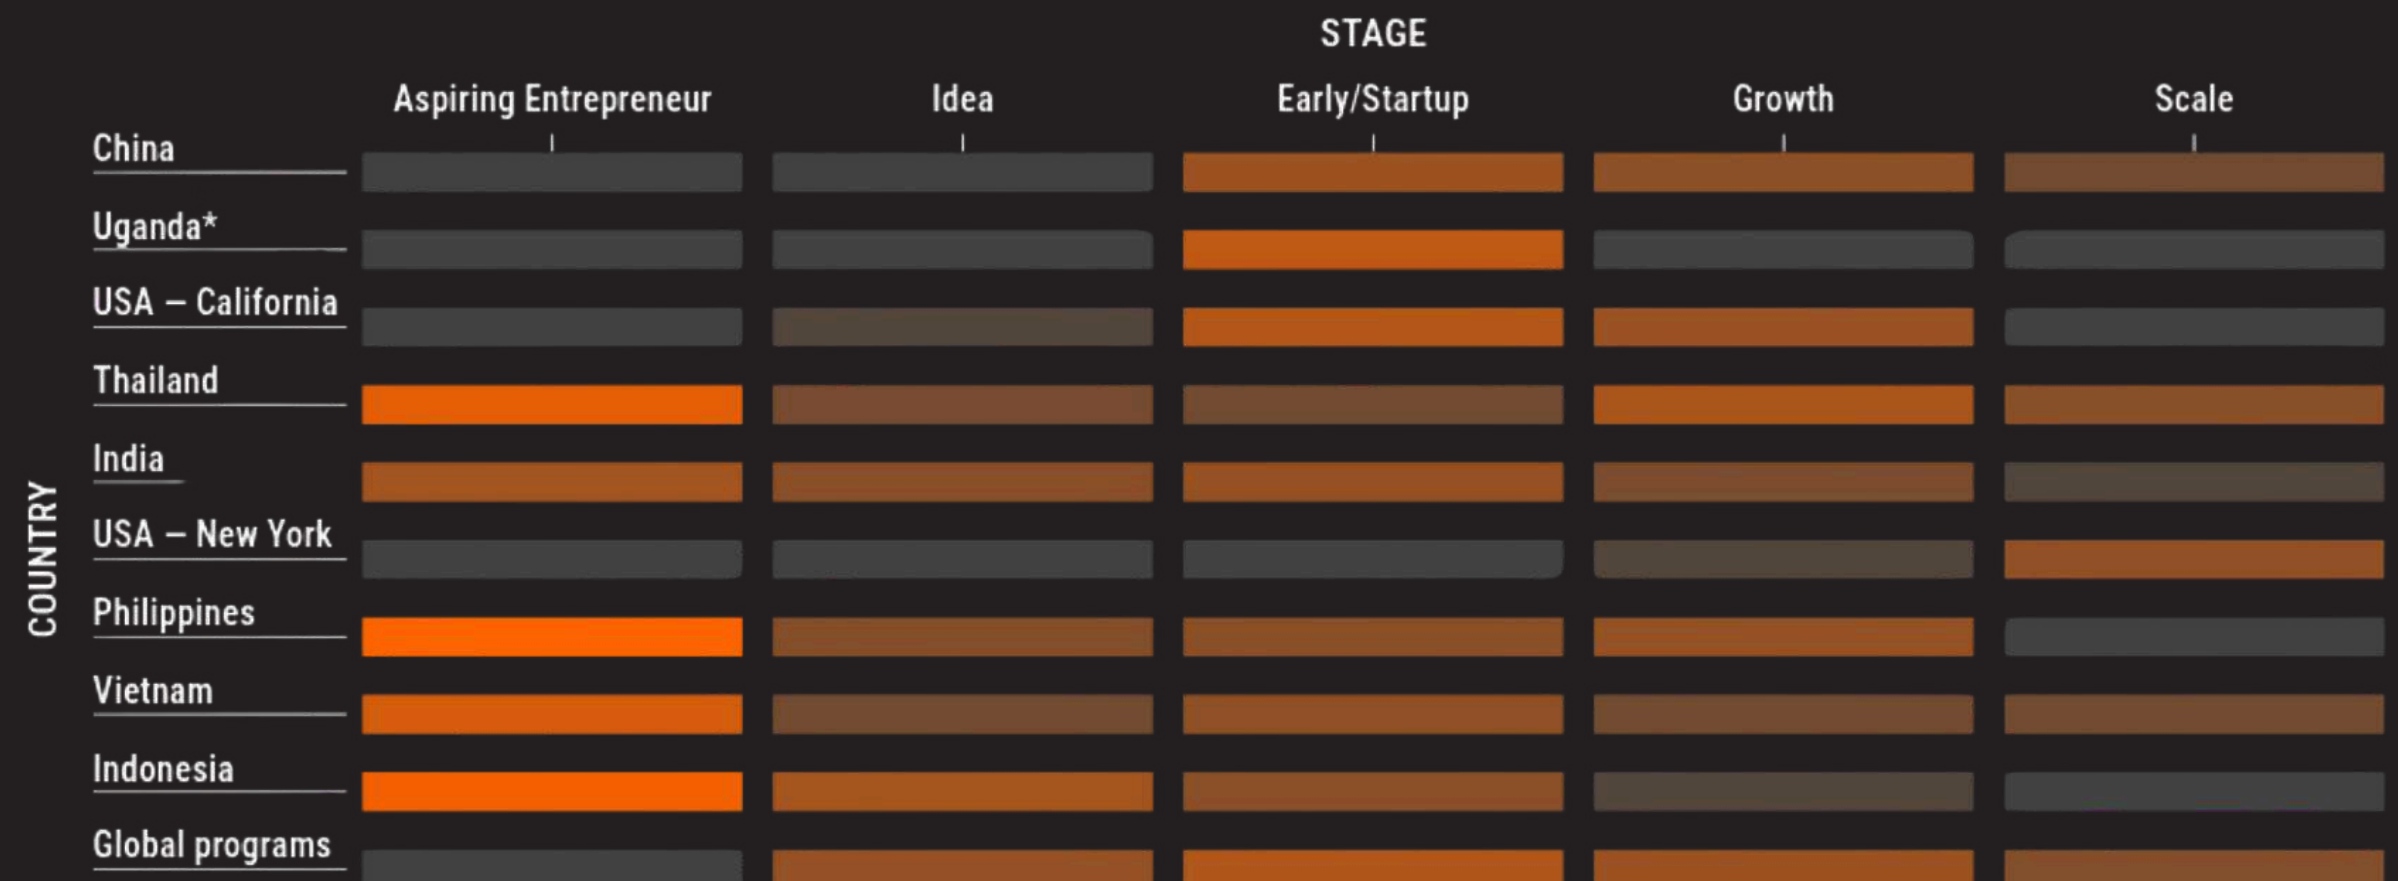 STAGE
Aspiring Entrepreneur
Idea
Early/Startup
Growth
Scale
COUNTRY
China
Uganda*
USA – California
Thailand
India
USA – New York
Philippines
Vietnam
Indonesia
Global programs